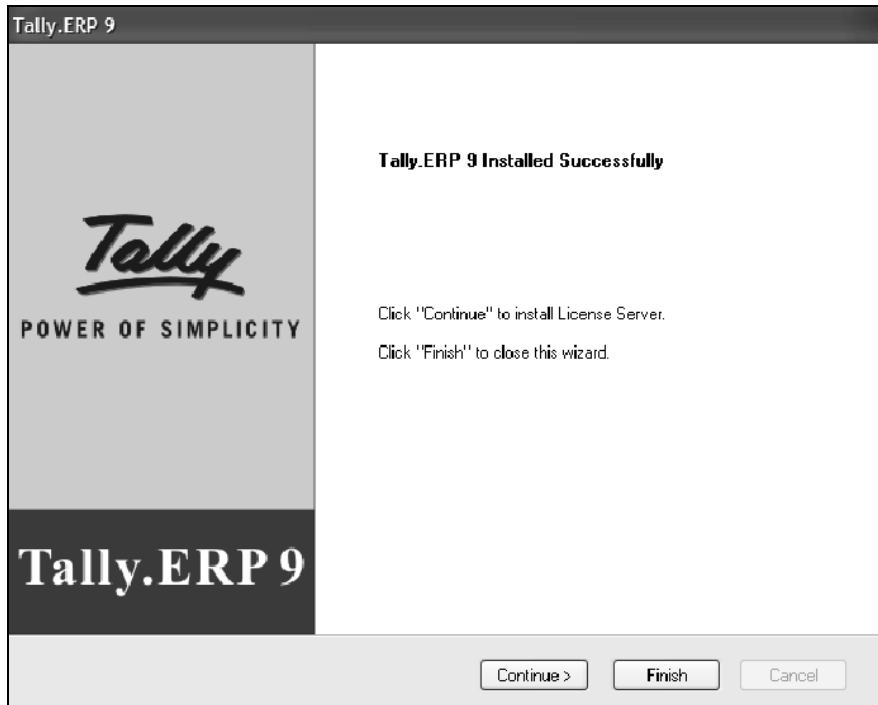 Tally.ERP 9
Tally
POWER OF SIMPLICITY
Tally.ERP 9
Tally.ERP 9 Installed Successfully
Click "Continue" to install License Server.
Click "Finish" to close this wizard.
Continue >
Finish
Cancel